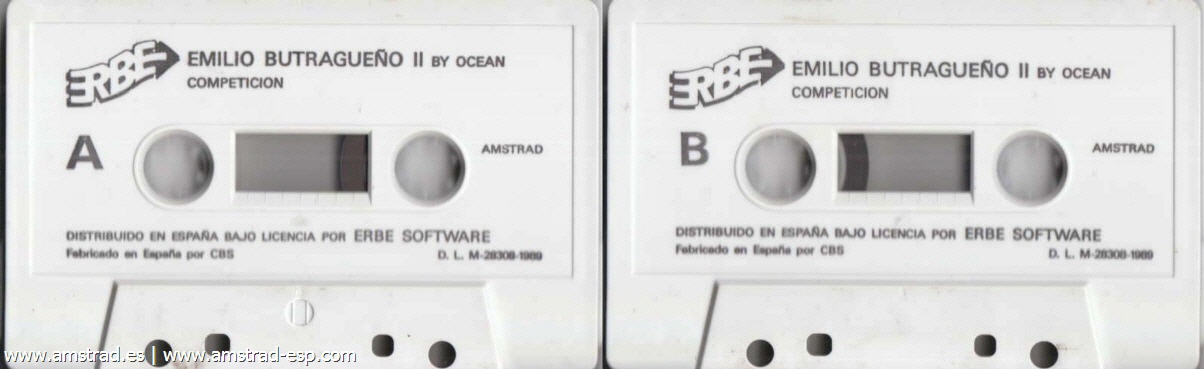 ERBE
EMILIO BUTRAGUEÑO II BY OCEAN
COMPETICION
A
AMSTRAD
DISTRIBUIDO EN ESPAÑA BAJO LICENCIA POR ERBE SOFTWARE
Fabricado en España por CBS
D. L. M-28308-1989
ERBE
EMILIO BUTRAGUEÑO II BY OCEAN
COMPETICION
B
AMSTRAD
DISTRIBUIDO EN ESPAÑA BAJO LICENCIA POR ERBE SOFTWARE
Fabricado en España por CBS
D. L. M-28308-1989
www.amstrad.es | www.amstrad-esp.com